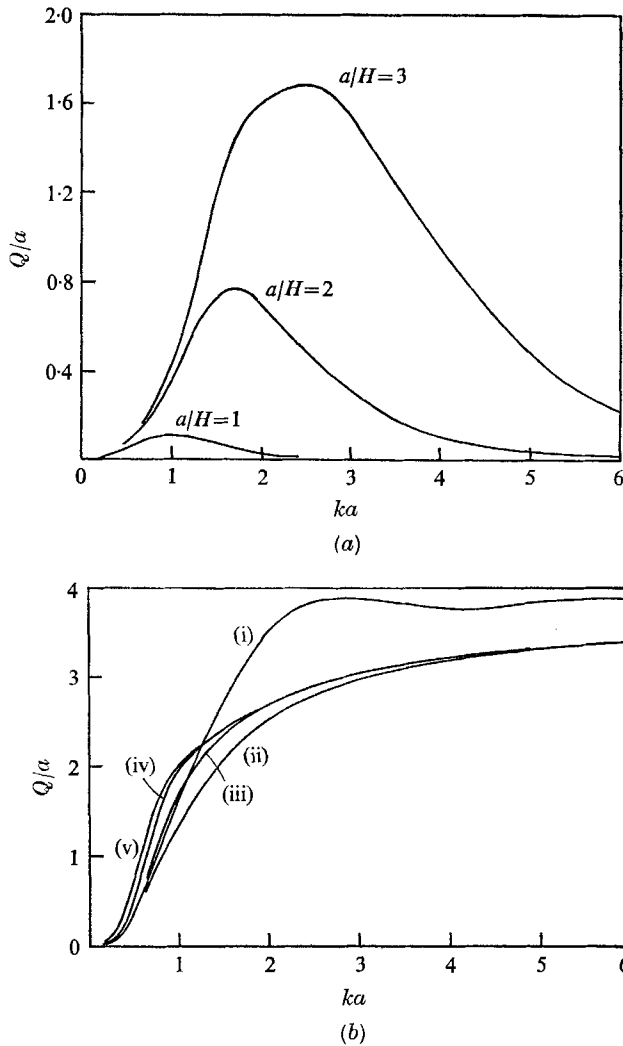 2·0
1·6
1·2
0·8
0·4
Q/a
a/H=3
a/H=2
a/H=1
0 1 2 3 4 5 6
ka
(a)
4
3
2
1
0
Q/a
(i)
(ii)
(iii)
(iv)
(v)
1 2 3 4 5 6
ka
(b)